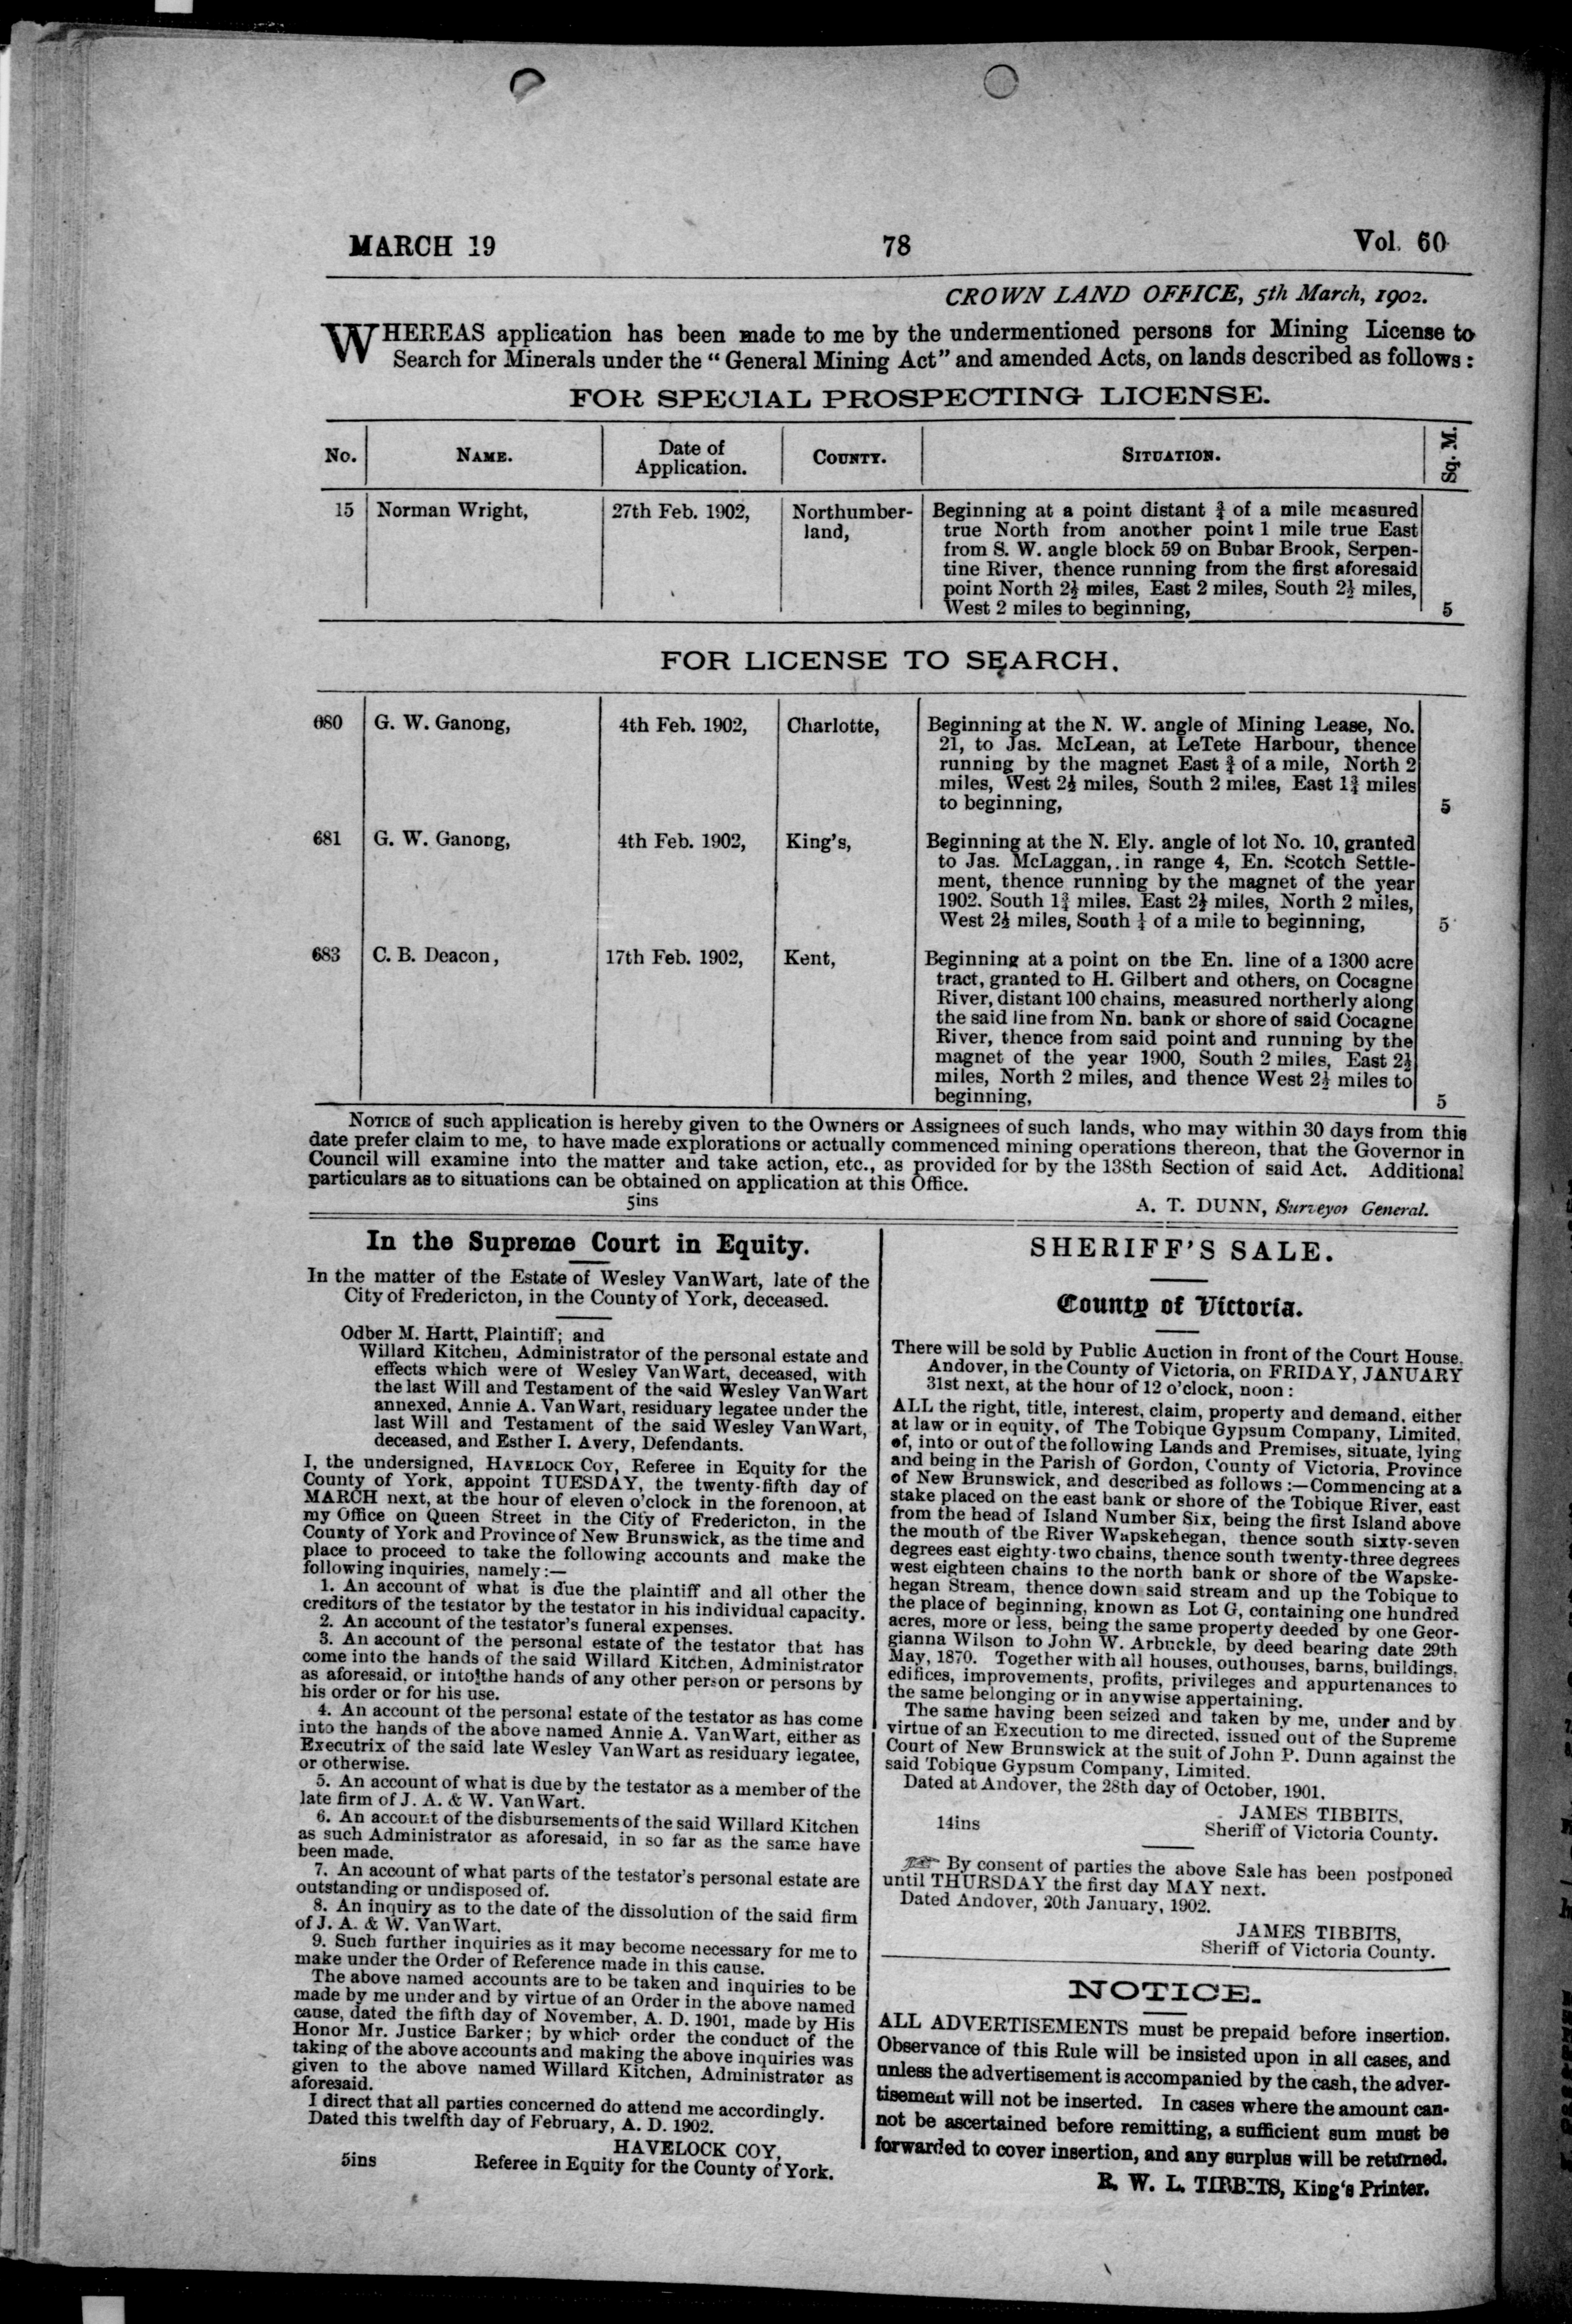 MARCH 19 78 Vol. 60
CROWN LAND OFFICE, 5th March, 1902.
WHEREAS application has been made to me by the undermentioned persons for Mining License to
Search for Minerals under the "General Mining Act" and amended Acts, on lands described as follows:
FOR SPECIAL PROSPECTING LICENSE.
No. NAME. Date of Application. COUNTY. SITUATION. Sq. M.
15 Norman Wright, 27th Feb. 1902, Northumber-
land,
Beginning at a point distant ¾ of a mile measured
true North from another point 1 mile true East
from S. W. angle block 59 on Bubar Brook, Serpen-
tine River, thence running from the first aforesaid
point North 2½ miles, East 2 miles, South 2½ miles,
West 2 miles to beginning, 5
FOR LICENSE TO SEARCH.
680 G. W. Ganong, 4th Feb. 1902, Charlotte,
Beginning at the N. W. angle of Mining Lease, No.
21, to Jas. McLean, at LeTete Harbour, thence
running by the magnet East ¾ of a mile, North 2
miles, West 2½ miles, South 2 miles, East 1¾ miles
to beginning, 5
681 G. W. Ganong, 4th Feb. 1902, King's,
Beginning at the N. Ely. angle of lot No. 10, granted
to Jas. McLaggan, in range 4, En. Scotch Settle-
ment, thence running by the magnet of the year
1902. South 1¾ miles. East 2½ miles, North 2 miles,
West 2½ miles, South ¼ of a mile to beginning, 5
683 C. B. Deacon, 17th Feb. 1902, Kent,
Beginning at a point on the En. line of a 1300 acre
tract, granted to H. Gilbert and others, on Cocagne
River, distant 100 chains, measured northerly along
the said line from Nn. bank or shore of said Cocagne
River, thence from said point and running by the
magnet of the year 1900, South 2 miles, East 2½
miles, North 2 miles, and thence West 2½ miles to
beginning, 5
NOTICE of such application is hereby given to the Owners or Assignees of such lands, who may within 30 days from this
date prefer claim to me, to have made explorations or actually commenced mining operations thereon, that the Governor in
Council will examine into the matter and take action, etc., as provided for by the 138th Section of said Act. Additional
particulars as to situations can be obtained on application at this Office.
5ins A. T. DUNN, Surveyor General.
In the Supreme Court in Equity.
In the matter of the Estate of Wesley VanWart, late of the
City of Fredericton, in the County of York, deceased.
Odber M. Hartt, Plaintiff; and
Willard Kitchen, Administrator of the personal estate and
effects which were of Wesley VanWart, deceased, with
the last Will and Testament of the said Wesley VanWart
annexed, Annie A. VanWart, residuary legatee under the
last Will and Testament of the said Wesley VanWart,
deceased, and Esther I. Avery, Defendants.
I, the undersigned, HAVELOCK COY, Referee in Equity for the
County of York, appoint TUESDAY, the twenty-fifth day of
MARCH next, at the hour of eleven o'clock in the forenoon, at
my Office on Queen Street in the City of Fredericton, in the
County of York and Province of New Brunswick, as the time and
place to proceed to take the following accounts and make the
following inquiries, namely:—
1. An account of what is due the plaintiff and all other the
creditors of the testator by the testator in his individual capacity.
2. An account of the testator's funeral expenses.
3. An account of the personal estate of the testator that has
come into the hands of the said Willard Kitchen, Administrator
as aforesaid, or into the hands of any other person or persons by
his order or for his use.
4. An account of the personal estate of the testator as has come
into the hands of the above named Annie A. VanWart, either as
Executrix of the said late Wesley VanWart as residuary legatee,
or otherwise.
5. An account of what is due by the testator as a member of the
late firm of J. A. & W. VanWart.
6. An account of the disbursements of the said Willard Kitchen
as such Administrator as aforesaid, in so far as the same have
been made.
7. An account of what parts of the testator's personal estate are
outstanding or undisposed of.
8. An inquiry as to the date of the dissolution of the said firm
of J. A. & W. VanWart.
9. Such further inquiries as it may become necessary for me to
make under the Order of Reference made in this cause.
The above named accounts are to be taken and inquiries to be
made by me under and by virtue of an Order in the above named
cause, dated the fifth day of November, A. D. 1901, made by His
Honor Mr. Justice Barker; by which order the conduct of the
taking of the above accounts and making the above inquiries was
given to the above named Willard Kitchen, Administrator as
aforesaid.
I direct that all parties concerned do attend me accordingly.
Dated this twelfth day of February, A. D. 1902.
HAVELOCK COY,
5ins Referee in Equity for the County of York.
SHERIFF'S SALE.
County of Victoria.
There will be sold by Public Auction in front of the Court House.
Andover, in the County of Victoria, on FRIDAY, JANUARY
31st next, at the hour of 12 o'clock, noon:
ALL the right, title, interest, claim, property and demand, either
at law or in equity, of The Tobique Gypsum Company, Limited,
of, into or out of the following Lands and Premises, situate, lying
and being in the Parish of Gordon, County of Victoria, Province
of New Brunswick, and described as follows:—Commencing at a
stake placed on the east bank or shore of the Tobique River, east
from the head of Island Number Six, being the first Island above
the mouth of the River Wapskehegan, thence south sixty-seven
degrees east eighty-two chains, thence south twenty-three degrees
west eighteen chains to the north bank or shore of the Wapske-
hegan Stream, thence down said stream and up the Tobique to
the place of beginning, known as Lot G, containing one hundred
acres, more or less, being the same property deeded by one Geor-
gianna Wilson to John W. Arbuckle, by deed bearing date 29th
May, 1870. Together with all houses, outhouses, barns, buildings,
edifices, improvements, profits, privileges and appurtenances to
the same belonging or in anywise appertaining.
The same having been seized and taken by me, under and by
virtue of an Execution to me directed, issued out of the Supreme
Court of New Brunswick at the suit of John P. Dunn against the
said Tobique Gypsum Company, Limited.
Dated at Andover, the 28th day of October, 1901.
JAMES TIBBITS,
14ins Sheriff of Victoria County.
☞ By consent of parties the above Sale has been postponed
until THURSDAY the first day MAY next.
Dated Andover, 20th January, 1902.
JAMES TIBBITS,
Sheriff of Victoria County.
NOTICE.
ALL ADVERTISEMENTS must be prepaid before insertion.
Observance of this Rule will be insisted upon in all cases, and
unless the advertisement is accompanied by the cash, the adver-
tisement will not be inserted. In cases where the amount can-
not be ascertained before remitting, a sufficient sum must be
forwarded to cover insertion, and any surplus will be returned.
R. W. L. TIBBITS, King's Printer.